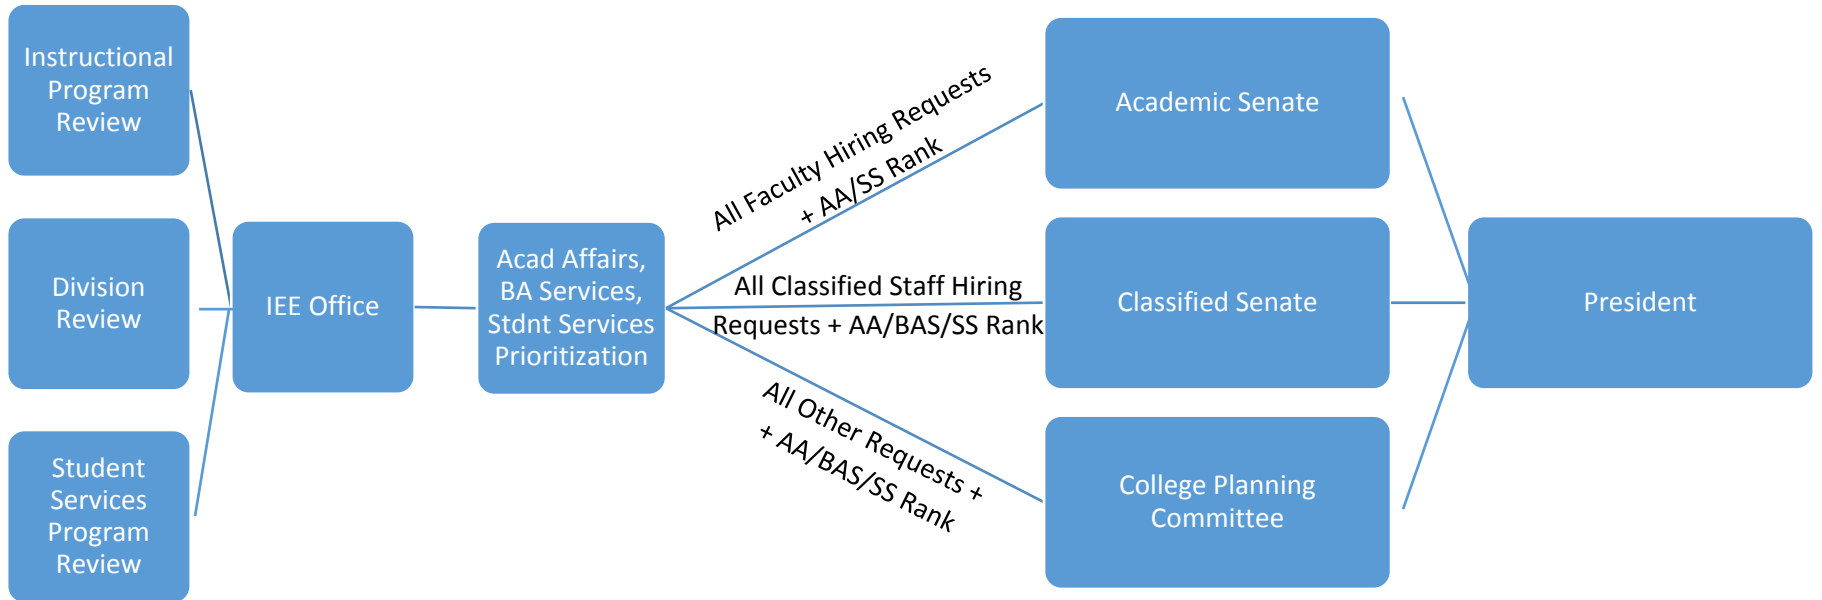 Instructional
Program
Review
Division
Review
Student
Services
Program
Review
IEE Office
Acad Affairs,
BA Services,
Stdnt Services
Prioritization
All Faculty Hiring Requests
+ AA/SS Rank
All Classified Staff Hiring
Requests + AA/BAS/SS Rank
All Other Requests +
+ AA/BAS/SS Rank
Academic Senate
Classified Senate
College Planning
Committee
President